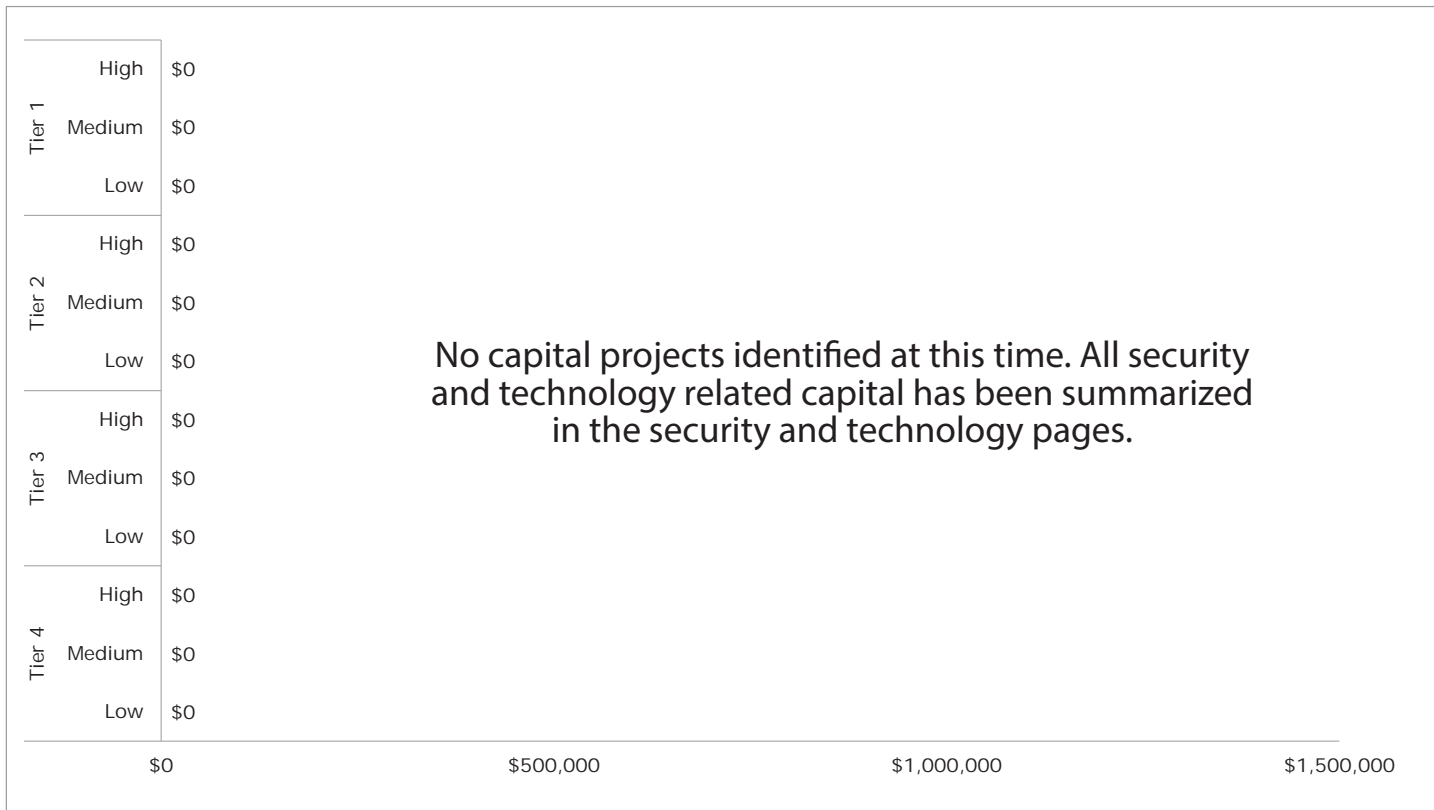 Tier 1
High $0
Medium $0
Low $0
Tier 2
High $0
Medium $0
Low $0
Tier 3
High $0
Medium $0
Low $0
Tier 4
High $0
Medium $0
Low $0
No capital projects identified at this time. All security
and technology related capital has been summarized
in the security and technology pages.
$0 $500,000 $1,000,000 $1,500,000